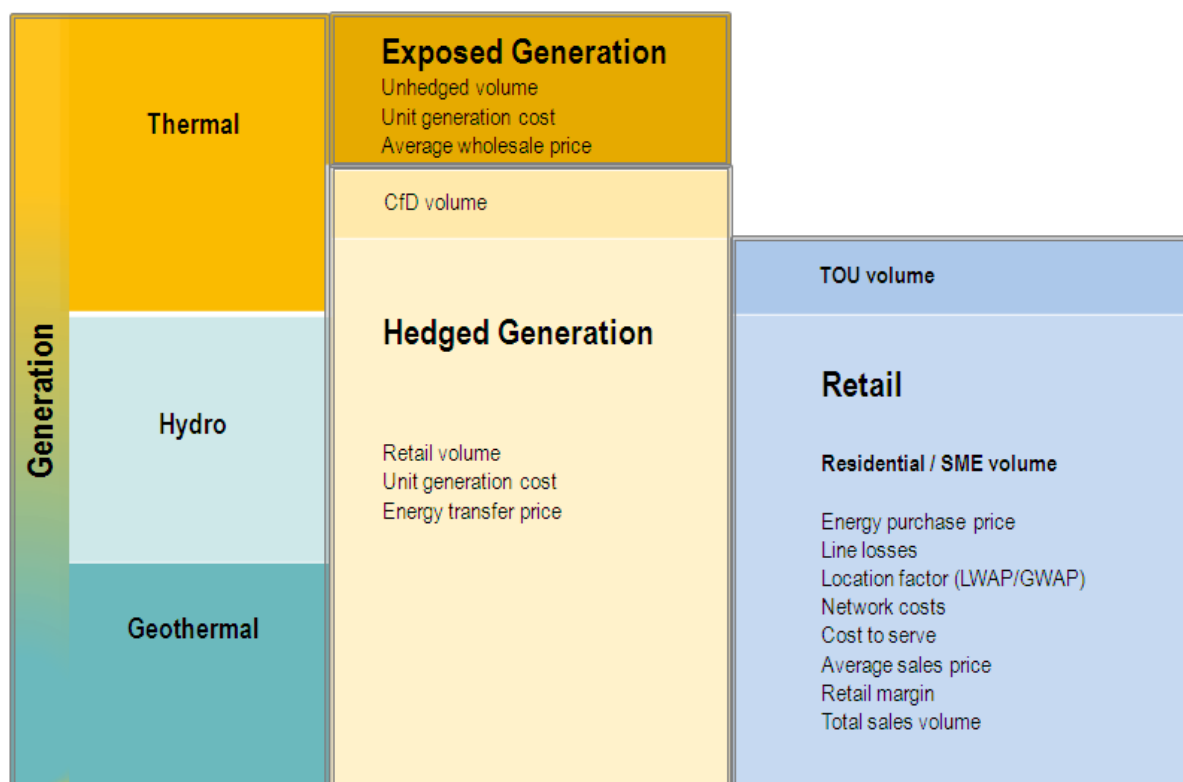 Generation
Thermal
Hydro
Geothermal
Exposed Generation
Unhedged volume
Unit generation cost
Average wholesale price
CfD volume
Hedged Generation
Retail volume
Unit generation cost
Energy transfer price
TOU volume
Retail
Residential / SME volume
Energy purchase price
Line losses
Location factor (LWAP/GWAP)
Network costs
Cost to serve
Average sales price
Retail margin
Total sales volume